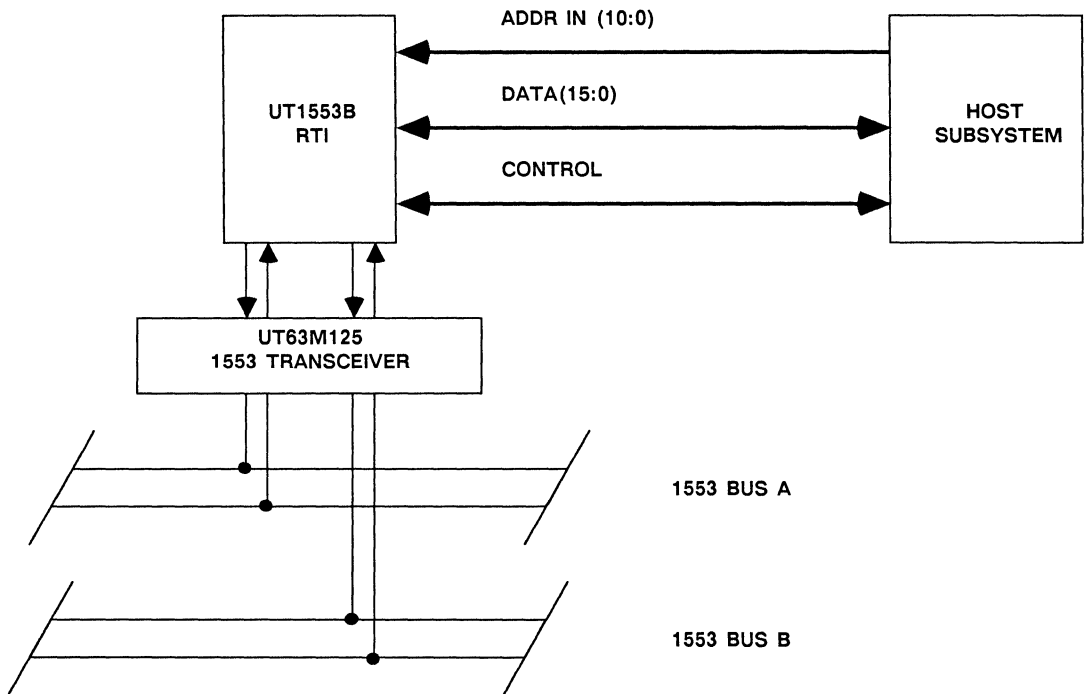 ADDR IN (10:0)
UT1553B
RTI
DATA(15:0)
HOST
SUBSYSTEM
CONTROL
UT63M125
1553 TRANSCEIVER
1553 BUS A
1553 BUS B